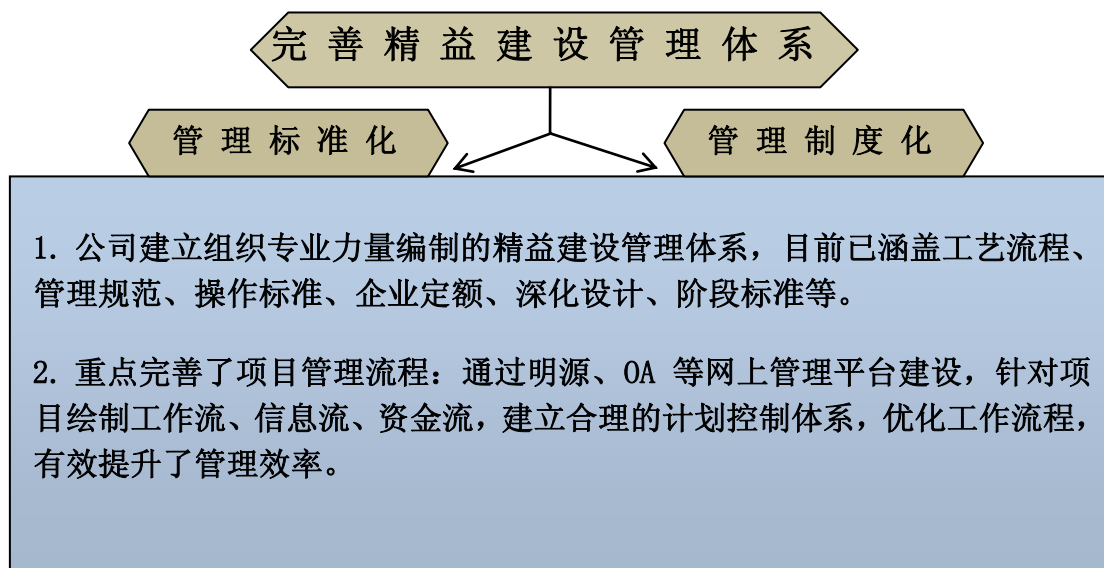 完善精益建设管理体系
管理标准化
管理制度化
1. 公司建立组织专业力量编制的精益建设管理体系，目前已涵盖工艺流程、
管理规范、操作标准、企业定额、深化设计、阶段标准等。
2. 重点完善了项目管理流程：通过明源、OA 等网上管理平台建设，针对项
目绘制工作流、信息流、资金流，建立合理的计划控制体系，优化工作流程，
有效提升了管理效率。